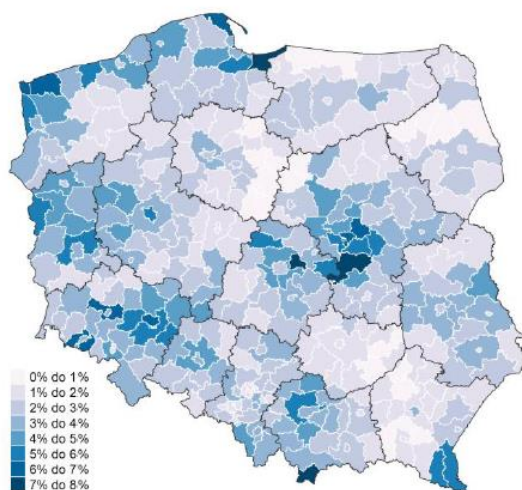 0% do 1%
1% do 2%
2% do 3%
3% do 4%
4% do 5%
5% do 6%
6% do 7%
7% do 8%